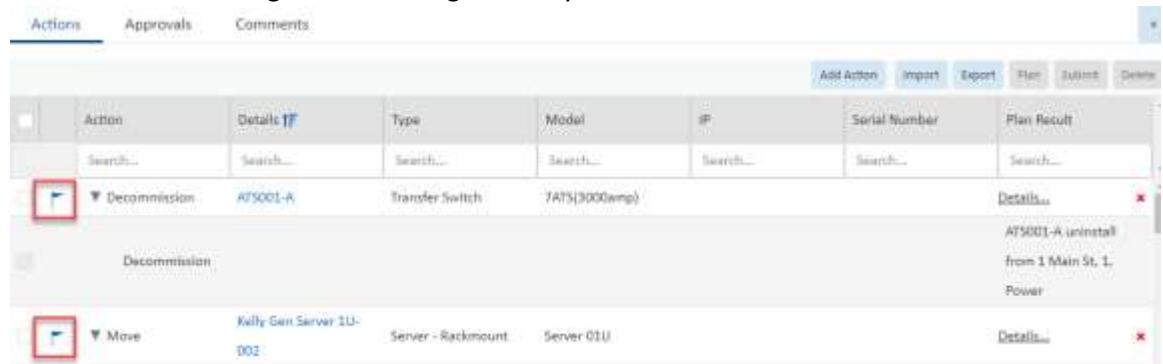 Actions Approvals Comments
Add Action Import Export Plan Submit Delete
Action Details Type Model IP Serial Number Plan Result
Search... Search... Search... Search... Search... Search... Search...
Decommission ATS001-A Transfer Switch 7ATS(3000amp) Details...
Decommission ATS001-A uninstall
from 1 Main St, 1,
Power
Move Kelly Gen Server 1U-
002 Server - Rackmount Server 01U Details...